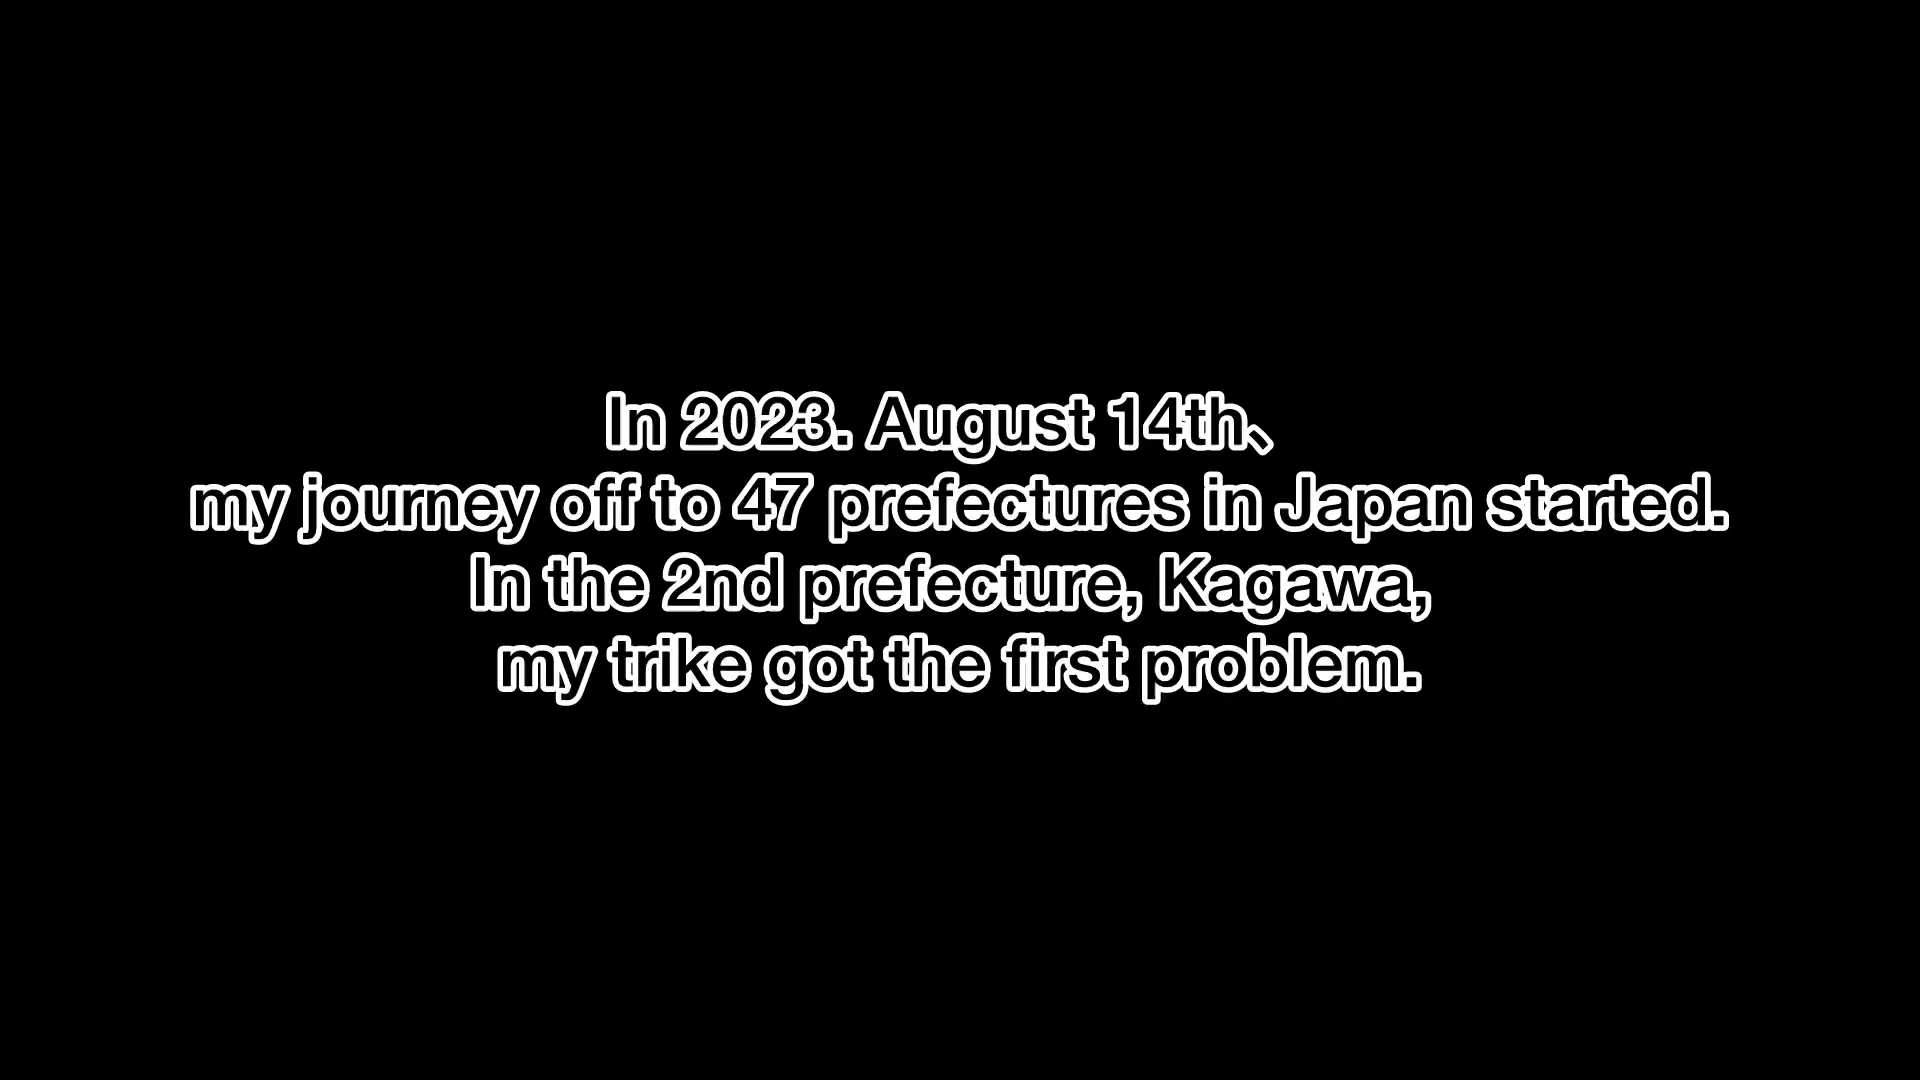 In 2023. August 14th、
my journey off to 47 prefectures in Japan started.
In the 2nd prefecture, Kagawa,
my trike got the first problem.